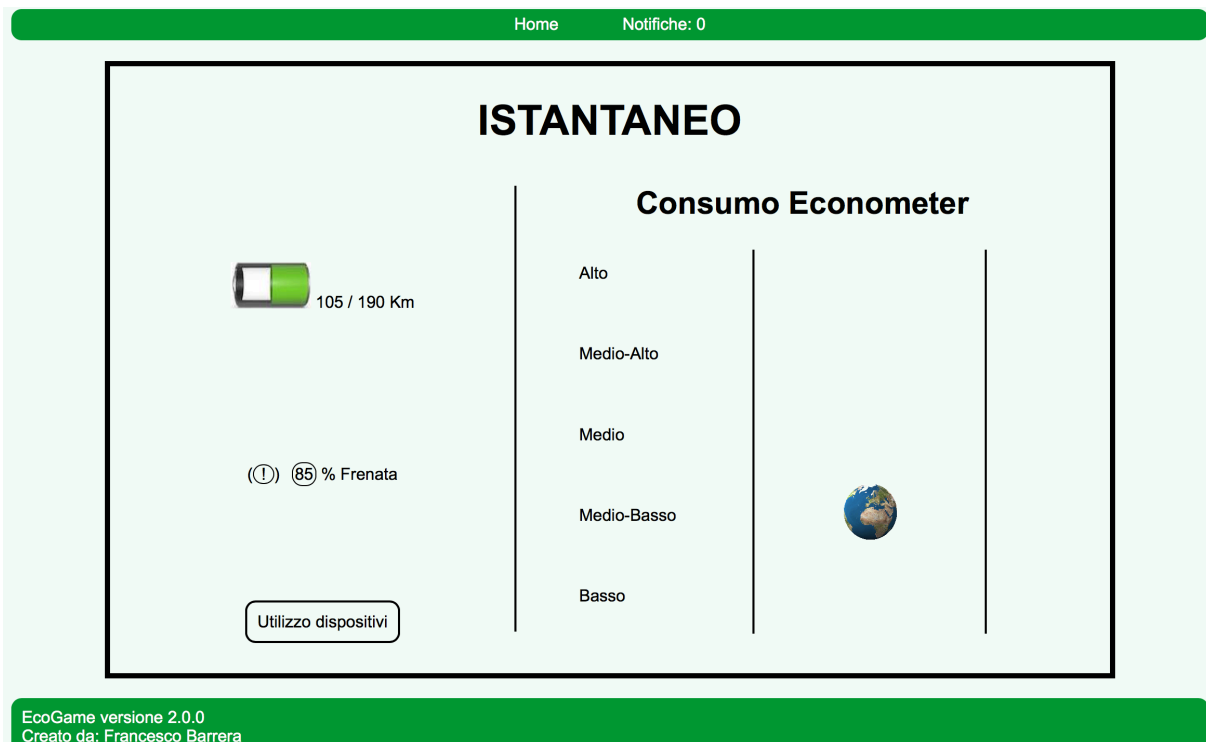 Home Notifiche: 0
ISTANTANEO
105 / 190 Km
(!) 85 % Frenata
Utilizzo dispositivi
Consumo Econometer
Alto
Medio-Alto
Medio
Medio-Basso
Basso
EcoGame versione 2.0.0
Creato da: Francesco Barrera